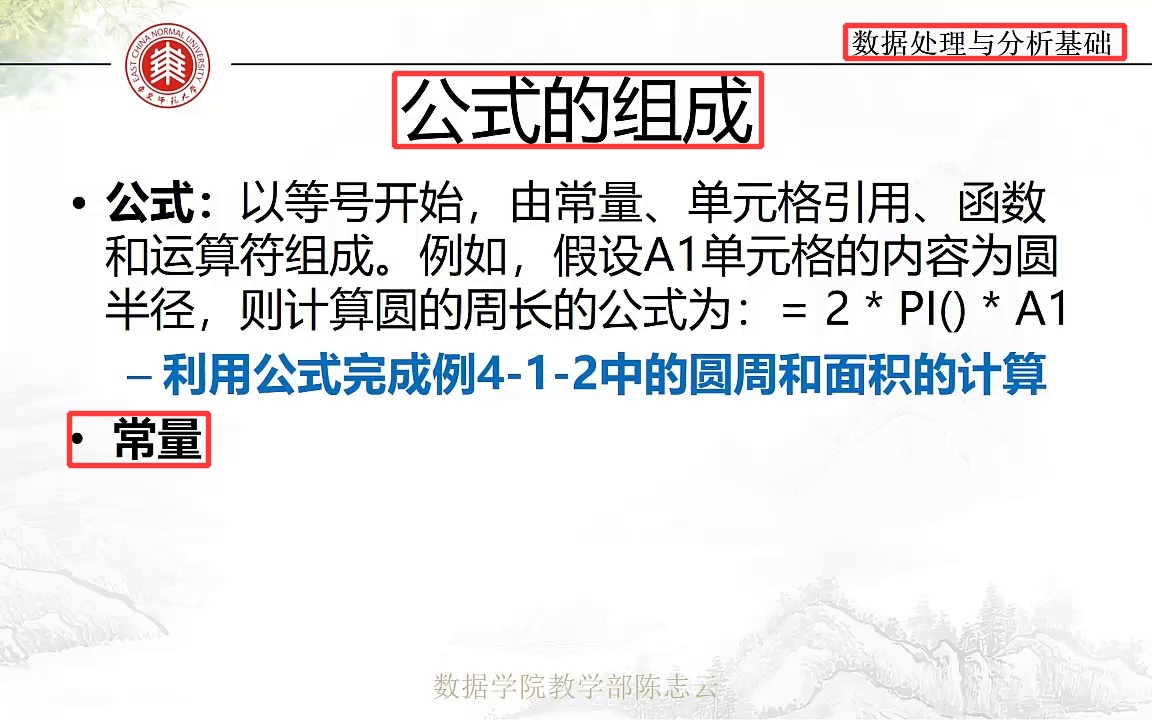 EAST CHINA NORMAL UNIVERSITY
华东师范大学
数据处理与分析基础
公式的组成
• 公式：以等号开始，由常量、单元格引用、函数
和运算符组成。例如，假设A1单元格的内容为圆
半径，则计算圆的周长的公式为：= 2 * PI() * A1
– 利用公式完成例4-1-2中的圆周和面积的计算
• 常量
数据学院教学部陈志云